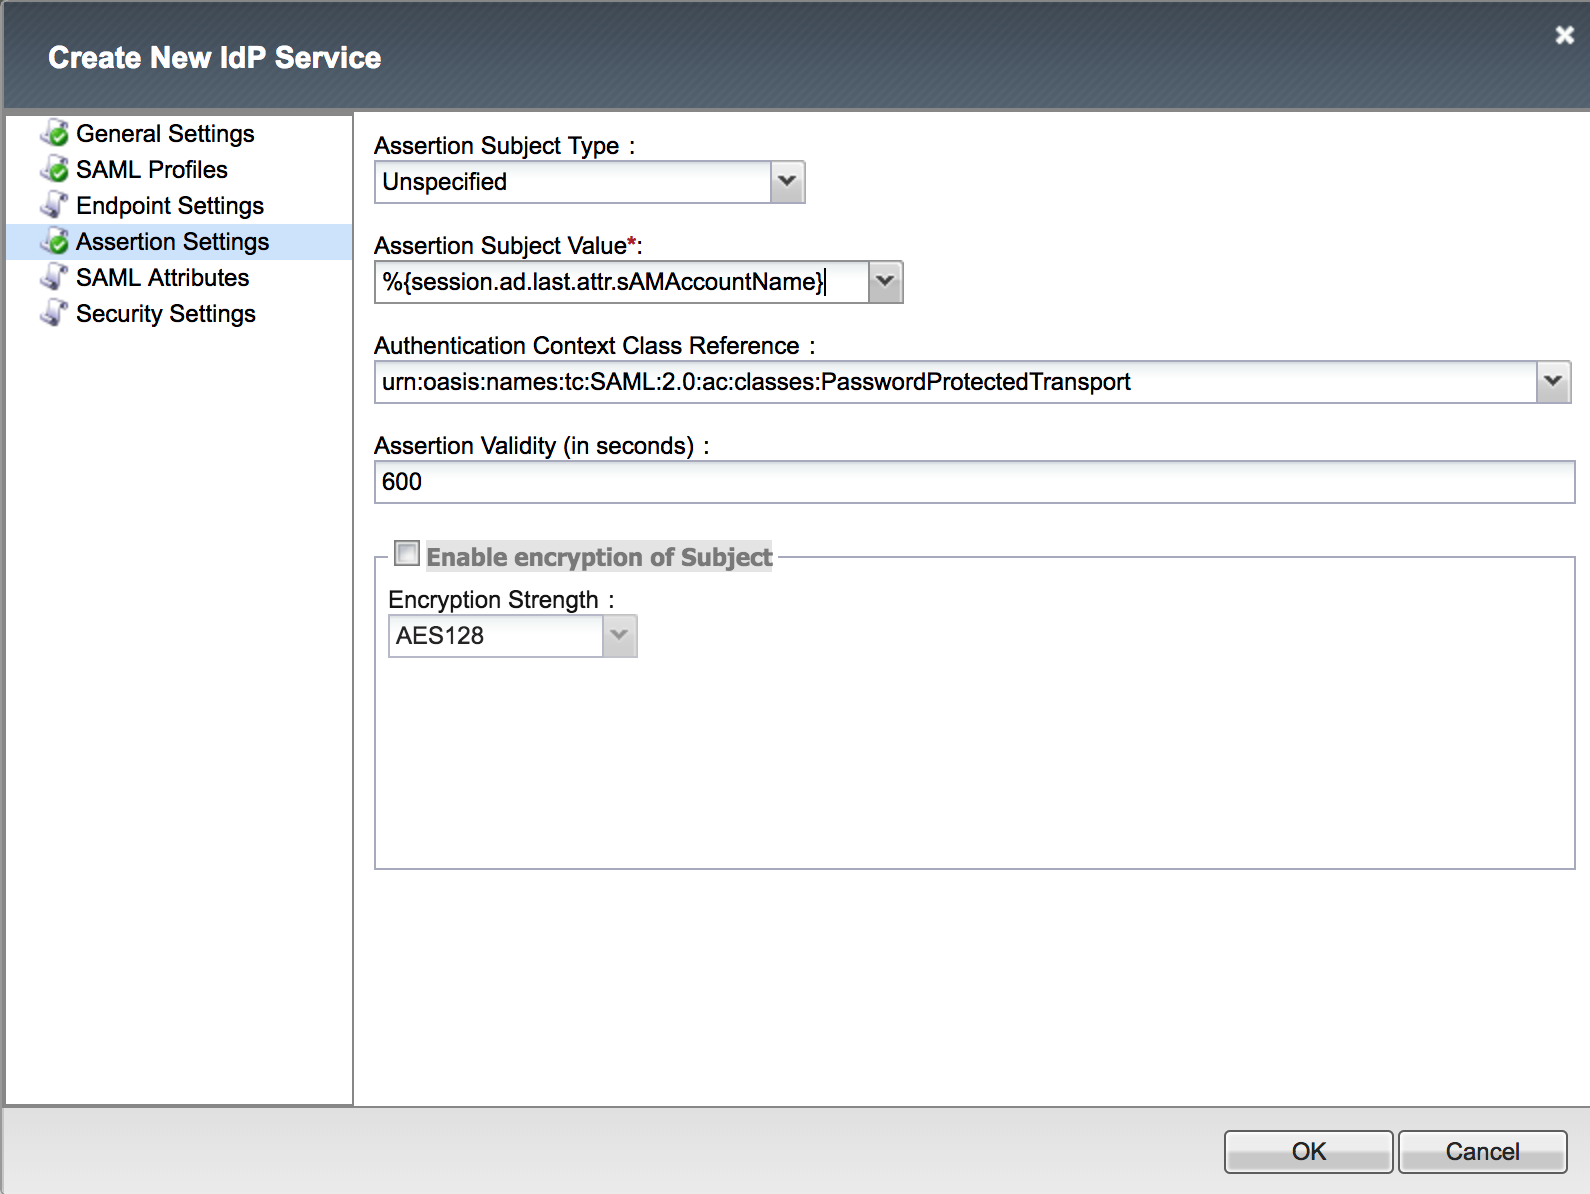 Create New IdP Service
General Settings
SAML Profiles
Endpoint Settings
Assertion Settings
SAML Attributes
Security Settings
Assertion Subject Type :
Unspecified
Assertion Subject Value*:
%{session.ad.last.attr.sAMAccountName}
Authentication Context Class Reference :
urn:oasis:names:tc:SAML:2.0:ac:classes:PasswordProtectedTransport
Assertion Validity (in seconds) :
600
Enable encryption of Subject
Encryption Strength :
AES128
OK
Cancel